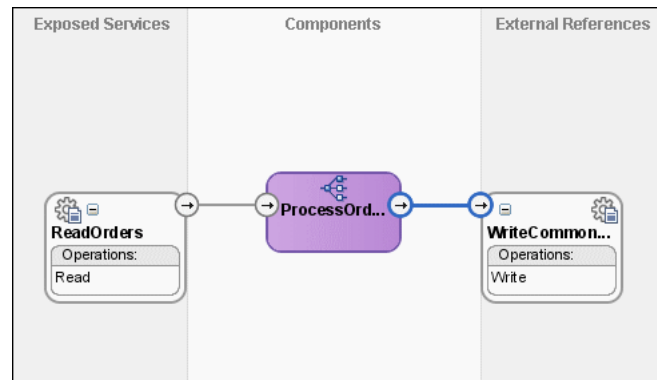 Exposed Services
Components
External References
ReadOrders
Operations:
Read
ProcessOrd...
WriteCommon...
Operations:
Write